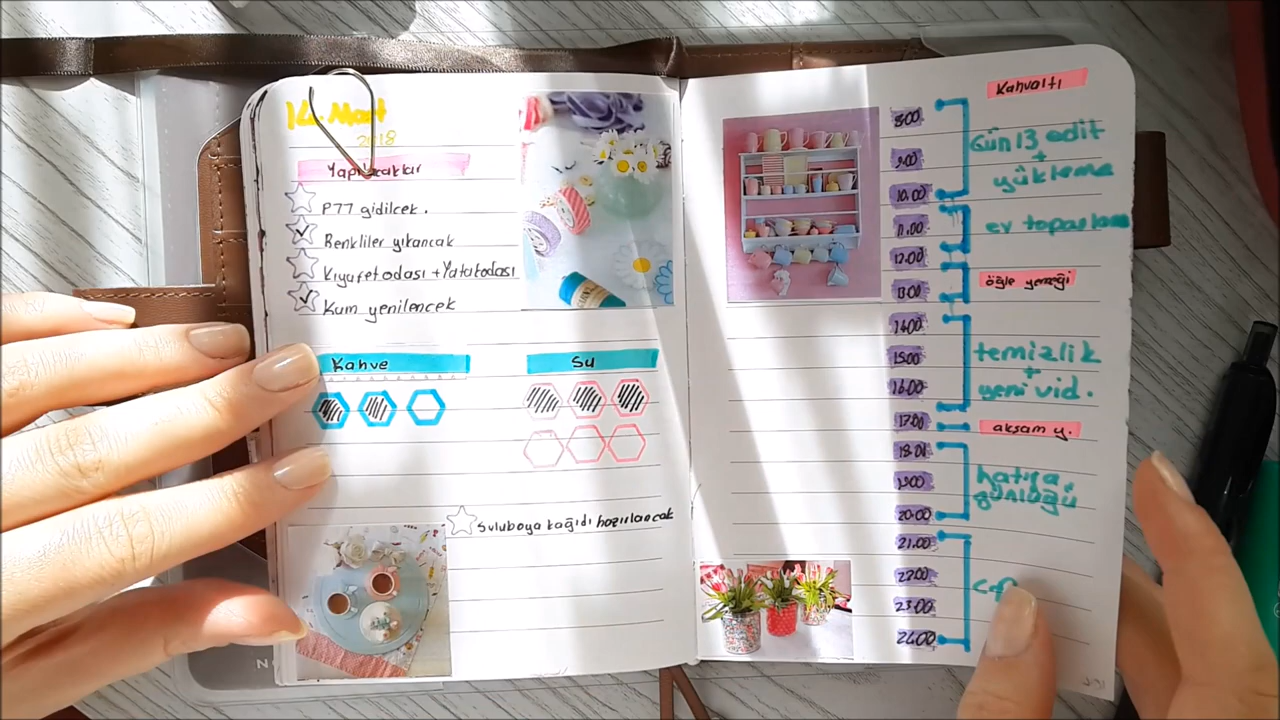 Mart
2018
Yapılacaklar
P77 gidilcek.
Renkliler yıkancak
Kıyafetodası + Yatakodası
Kum yenilencek
Kahve
Su
Suluboya kağıdı hazırlancak
Kahvaltı
8.00
9.00
10.00
11.00
12.00
13.00
14.00
15.00
16.00
17.00
18.00
19.00
20.00
21.00
22.00
23.00
24.00
Gün 13 edit
+
yükleme
ev toparlama
öğle yemeği
temizlik
+
yeni vid.
akşam y.
hatıra
günlüğü